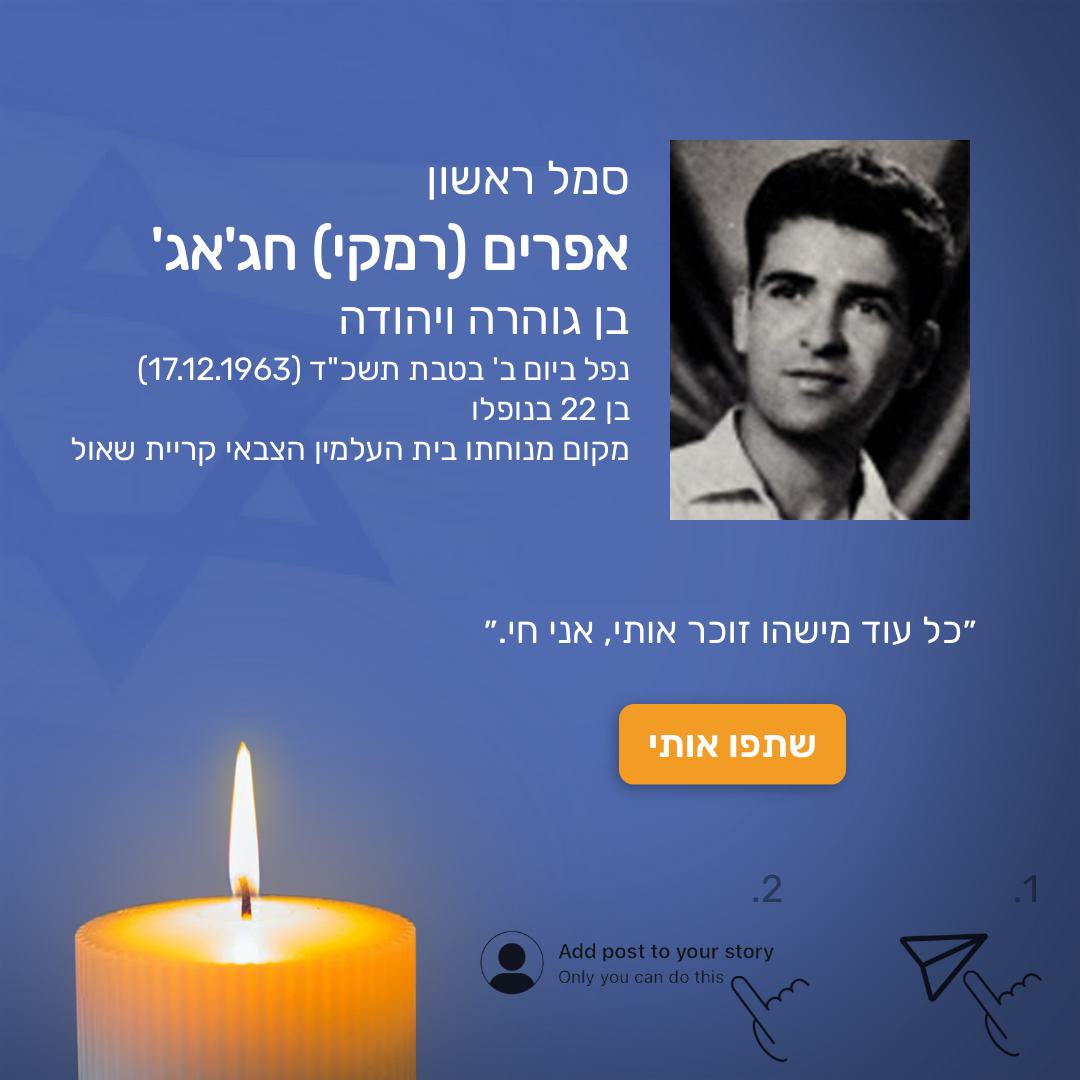 סמל ראשון
אפרים (רמקי) חג'אג'
בן גוהרה ויהודה
נפל ביום ב' בטבת תשכ"ד (17.12.1963)
בן 22 בנופלו
מקום מנוחתו בית העלמין הצבאי קריית שאול
״כל עוד מישהו זוכר אותי, אני חי.״
שתפו אותי
1.
2.
Add post to your story
Only you can do this